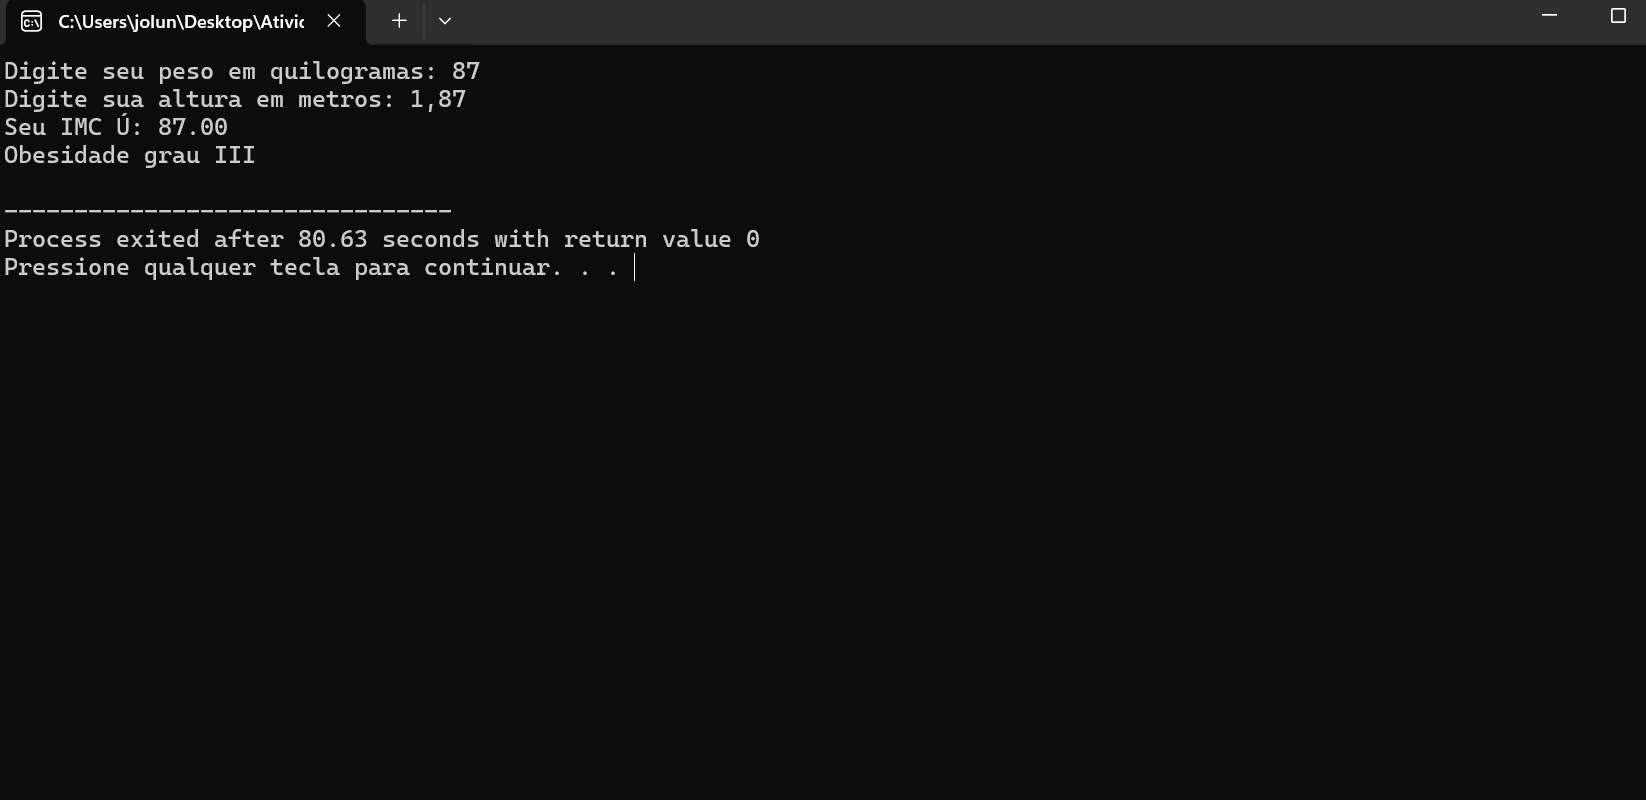 C:\Users\jolun\Desktop\Ativic
Digite seu peso em quilogramas: 87
Digite sua altura em metros: 1,87
Seu IMC Ú: 87.00
Obesidade grau III
--------------------------------
Process exited after 80.63 seconds with return value 0
Pressione qualquer tecla para continuar. . .